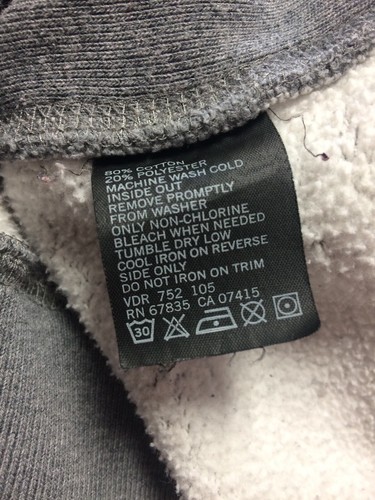 80% COTTON
20% POLYESTER
MACHINE WASH COLD
INSIDE OUT
REMOVE PROMPTLY
FROM WASHER
ONLY NON-CHLORINE
BLEACH WHEN NEEDED
TUMBLE DRY LOW
COOL IRON ON REVERSE
SIDE ONLY
DO NOT IRON ON TRIM
VDR 752 105
RN 67835 CA 07415
30